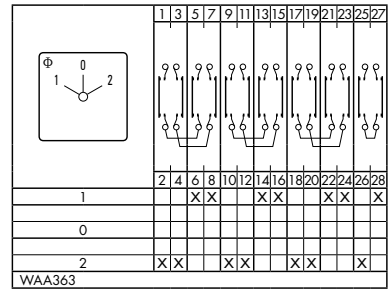 1 3 5 7 9 11 13 15 17 19 21 23 25 27
Φ 0
1 2
2 4 6 8 10 12 14 16 18 20 22 24 26 28
1 X X X X X X X
0
2 X X X X X X X
WAA363